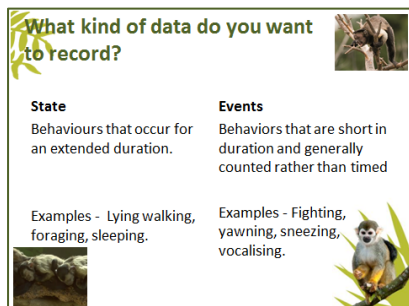 What kind of data do you want
to record?
State
Behaviours that occur for
an extended duration.
Examples - Lying walking,
foraging, sleeping.
Events
Behaviors that are short in
duration and generally
counted rather than timed
Examples - Fighting,
yawning, sneezing,
vocalising.